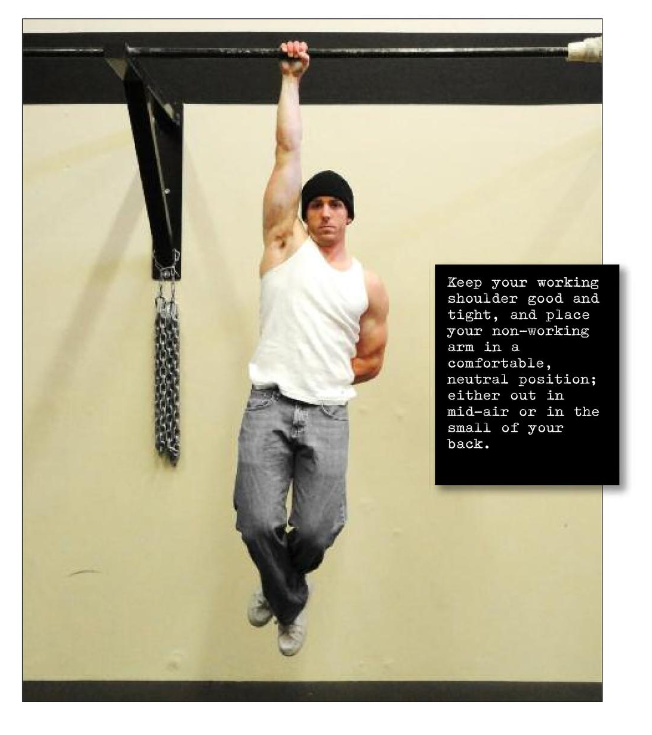 Keep your working
shoulder good and
tight, and place
your non-working
arm in a
comfortable,
neutral position;
either out in
mid-air or in the
small of your
back.